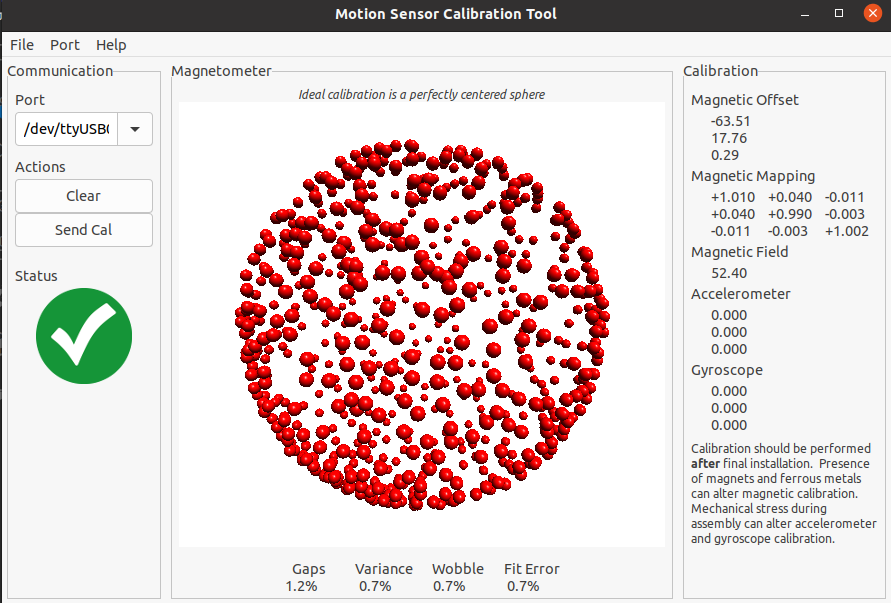 Motion Sensor Calibration Tool
File Port Help
Communication
Port
/dev/ttyUSB
Actions
Clear
Send Cal
Status
Magnetometer
Ideal calibration is a perfectly centered sphere
Gaps Variance Wobble Fit Error
1.2% 0.7% 0.7% 0.7%
Calibration
Magnetic Offset
-63.51
17.76
0.29
Magnetic Mapping
+1.010 +0.040 -0.011
+0.040 +0.990 -0.003
-0.011 -0.003 +1.002
Magnetic Field
52.40
Accelerometer
0.000
0.000
0.000
Gyroscope
0.000
0.000
0.000
Calibration should be performed
after final installation. Presence
of magnets and ferrous metals
can alter magnetic calibration.
Mechanical stress during
assembly can alter accelerometer
and gyroscope calibration.